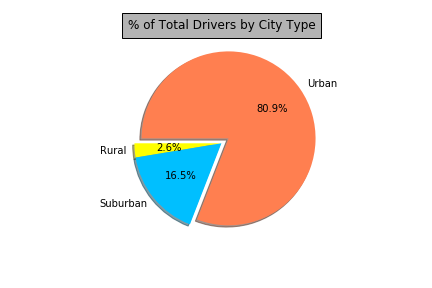 % of Total Drivers by City Type
Urban
80.9%
Rural
2.6%
16.5%
Suburban